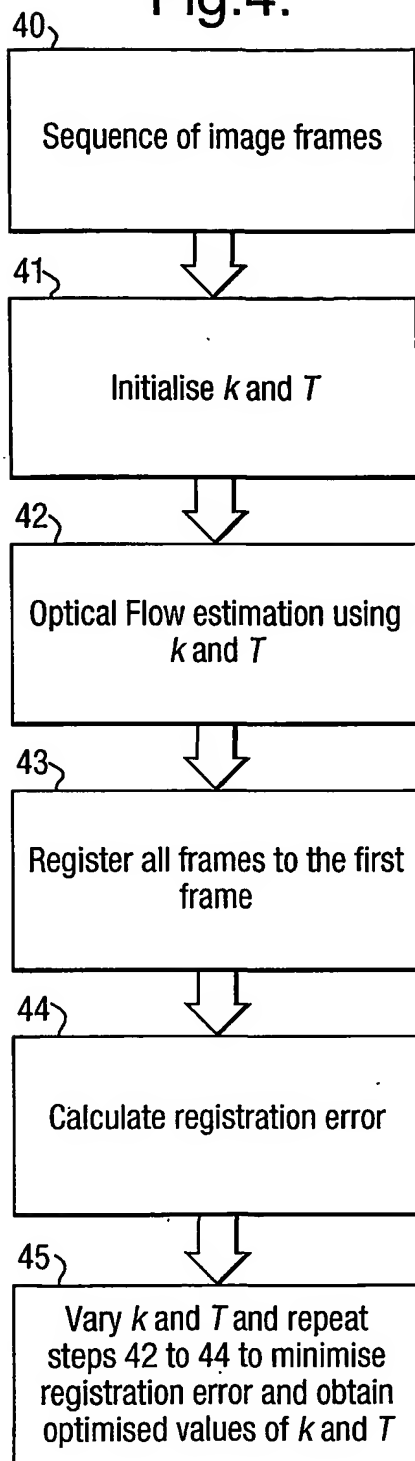 Fig.4.
40
Sequence of image frames
41
Initialise k and T
42
Optical Flow estimation using
k and T
43
Register all frames to the first
frame
44
Calculate registration error
45
Vary k and T and repeat
steps 42 to 44 to minimise
registration error and obtain
optimised values of k and T